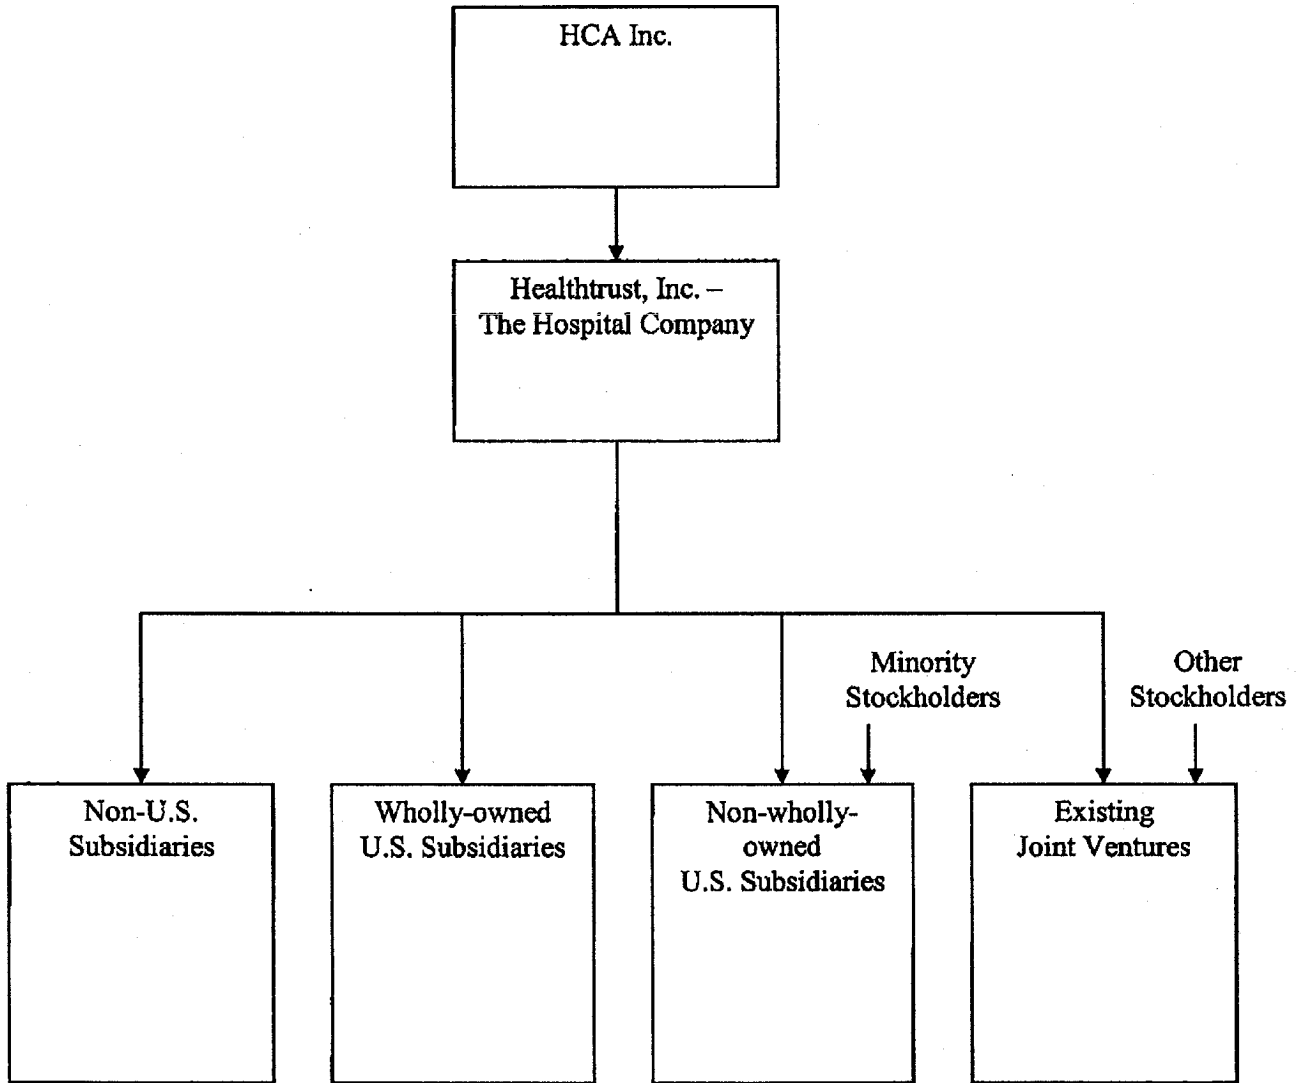 HCA Inc.
Healthtrust, Inc. –
The Hospital Company
Minority
Stockholders
Other
Stockholders
Non-U.S.
Subsidiaries
Wholly-owned
U.S. Subsidiaries
Non-wholly-
owned
U.S. Subsidiaries
Existing
Joint Ventures